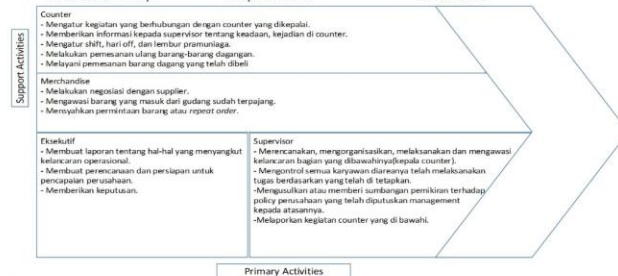 Support Activities
Counter
- Mengatur kegiatan yang berhubungan dengan counter yang dikepalai.
- Memberikan informasi kepada supervisor tentang keadaan, kejadian di counter.
- Mengatur shift, hari off, dan lembur pramuniaga.
- Melakukan pemesanan ulang barang-barang dagangan.
- Melayani pemesanan barang dagang yang telah dibeli
Merchandise
- Melakukan negosiasi dengan supplier.
- Mengawasi barang yang masuk dari gudang sudah terpajang.
- Mensyahkan permintaan barang atau repeat order.
Eksekutif
- Membuat laporan tentang hal-hal yang menyangkut
kelancaran operasional.
- Membuat perencanaan dan persiapan untuk
pencapaian perusahaan.
- Memberikan keputusan.
Supervisor
- Merencanakan, mengorganisasikan, melaksanakan dan mengawasi
kelancaran bagian yang dibawahinya(kepala counter).
- Mengontrol semua karyawan diareanya telah melaksanakan
tugas berdasarkan yang telah di tetapkan.
-Mengusulkan atau memberi sumbangan pemikiran terhadap
policy perusahaan yang telah diputuskan management
kepada atasannya.
-Melaporkan kegiatan counter yang di bawahi.
Primary Activities